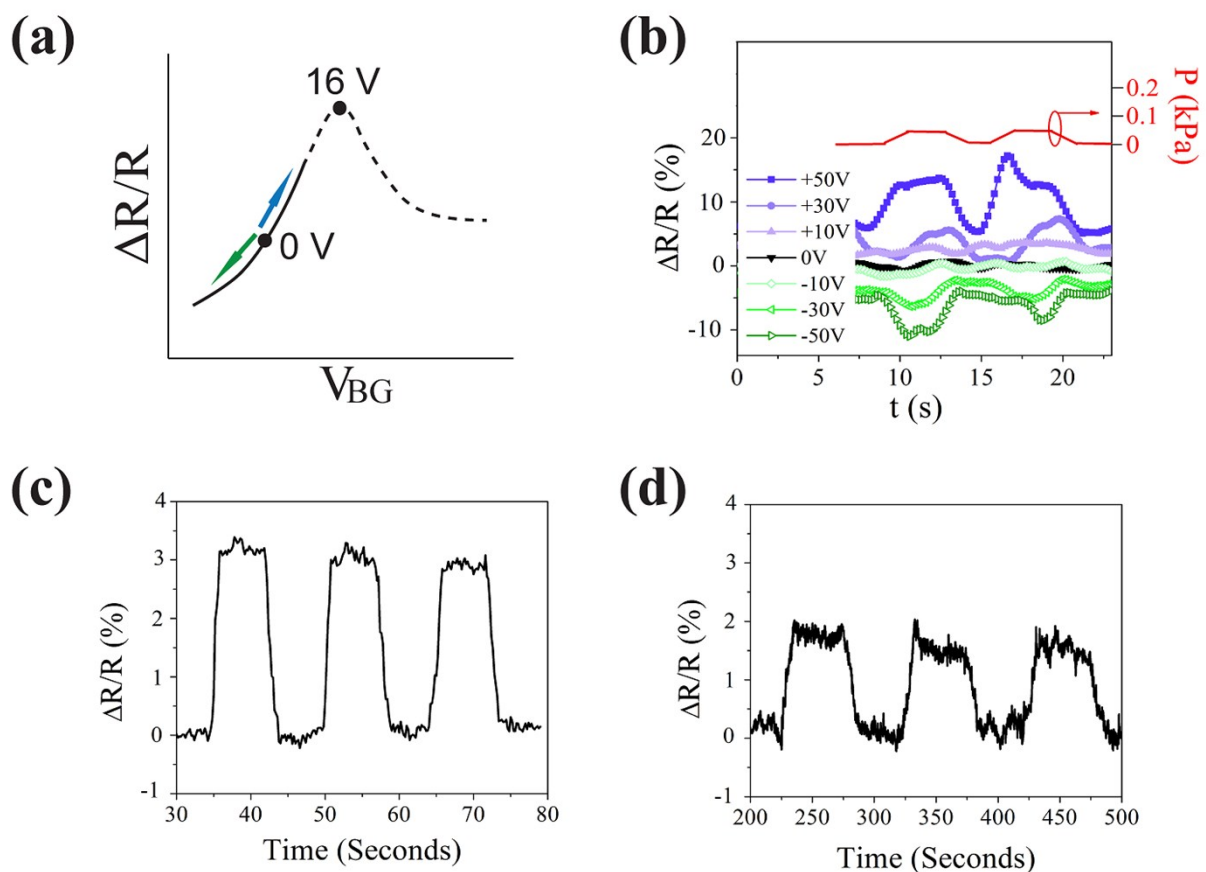 (a)
ΔR/R
16 V
0 V
VBG
(b)
ΔR/R (%)
20
10
0
-10
+50V
+30V
+10V
0V
-10V
-30V
-50V
0.2
0.1
0
P (kPa)
0 5 10 15 20
t (s)
(c)
ΔR/R (%)
4
3
2
1
0
-1
30 40 50 60 70 80
Time (Seconds)
(d)
ΔR/R (%)
4
3
2
1
0
-1
200 250 300 350 400 450 500
Time (Seconds)